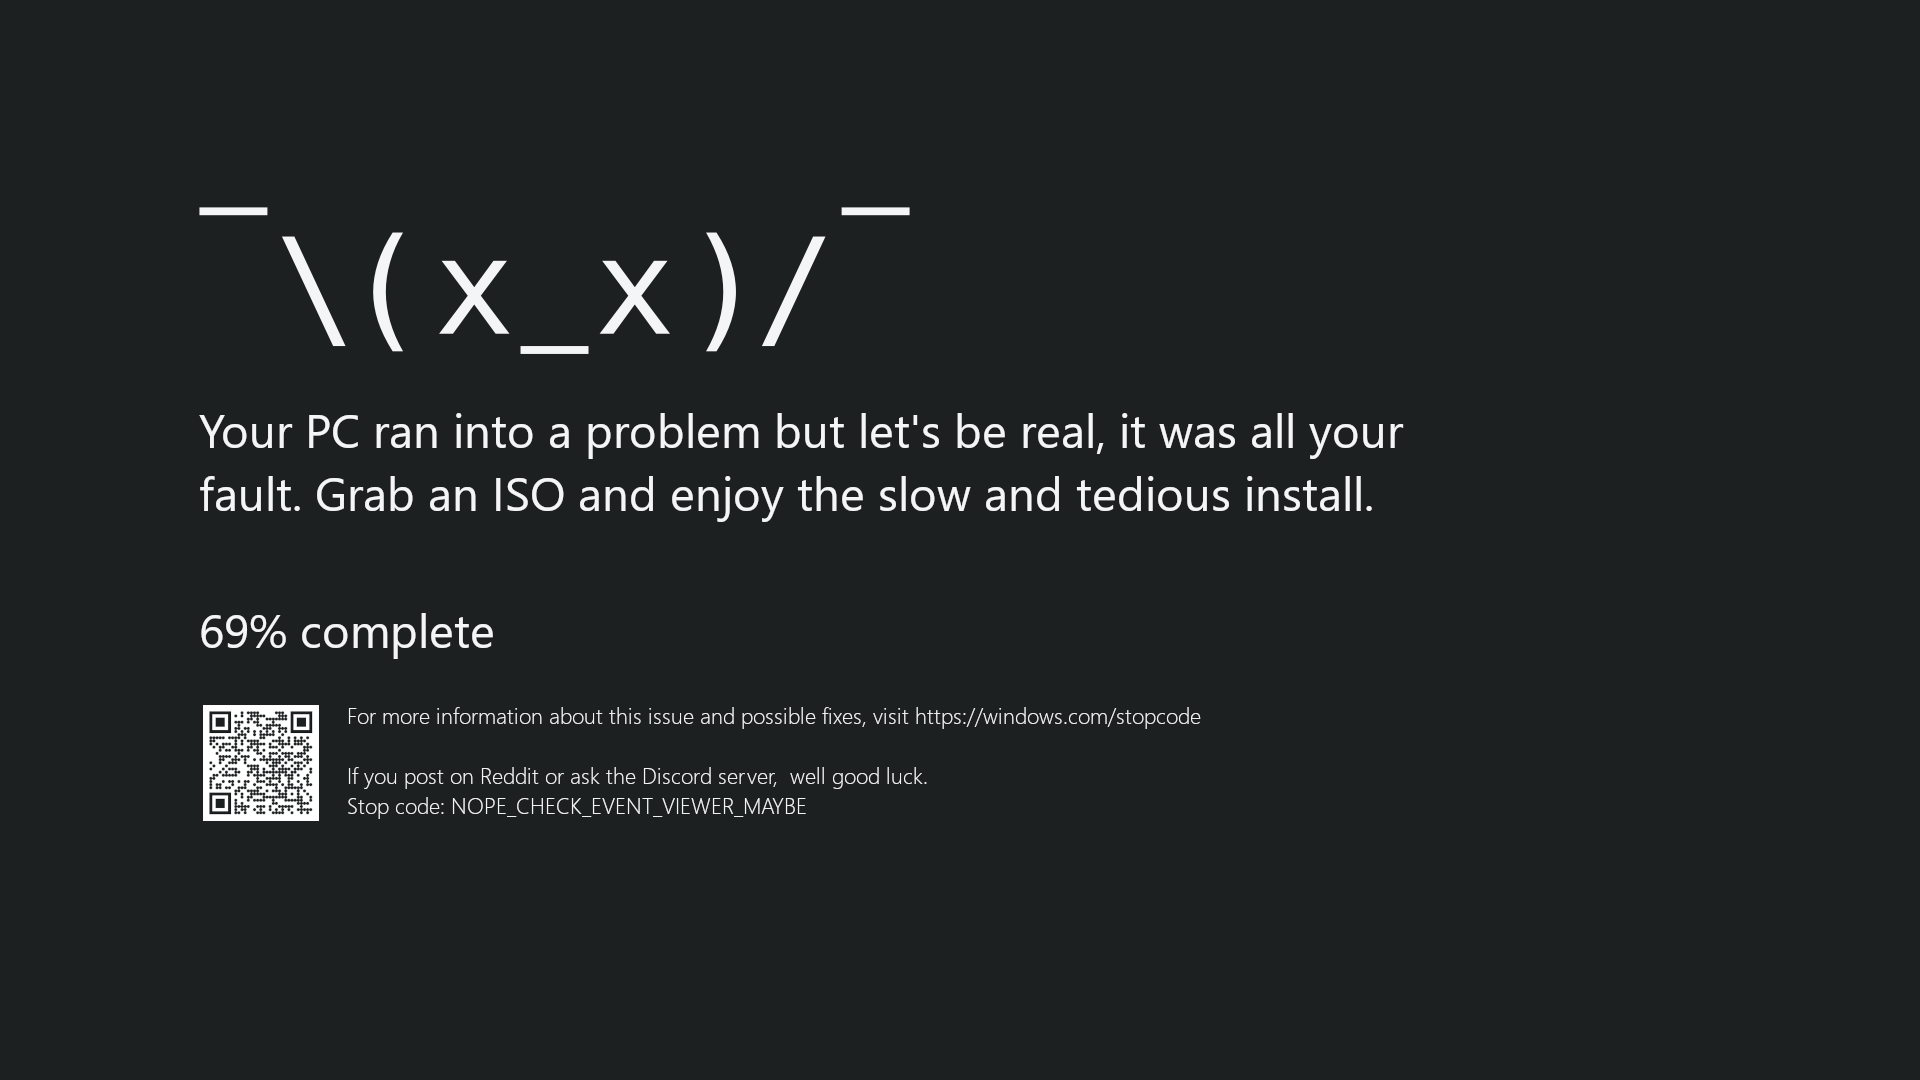 ¯\(x_x)/¯
Your PC ran into a problem but let's be real, it was all your
fault. Grab an ISO and enjoy the slow and tedious install.
69% complete
For more information about this issue and possible fixes, visit https://windows.com/stopcode
If you post on Reddit or ask the Discord server,  well good luck.
Stop code: NOPE_CHECK_EVENT_VIEWER_MAYBE